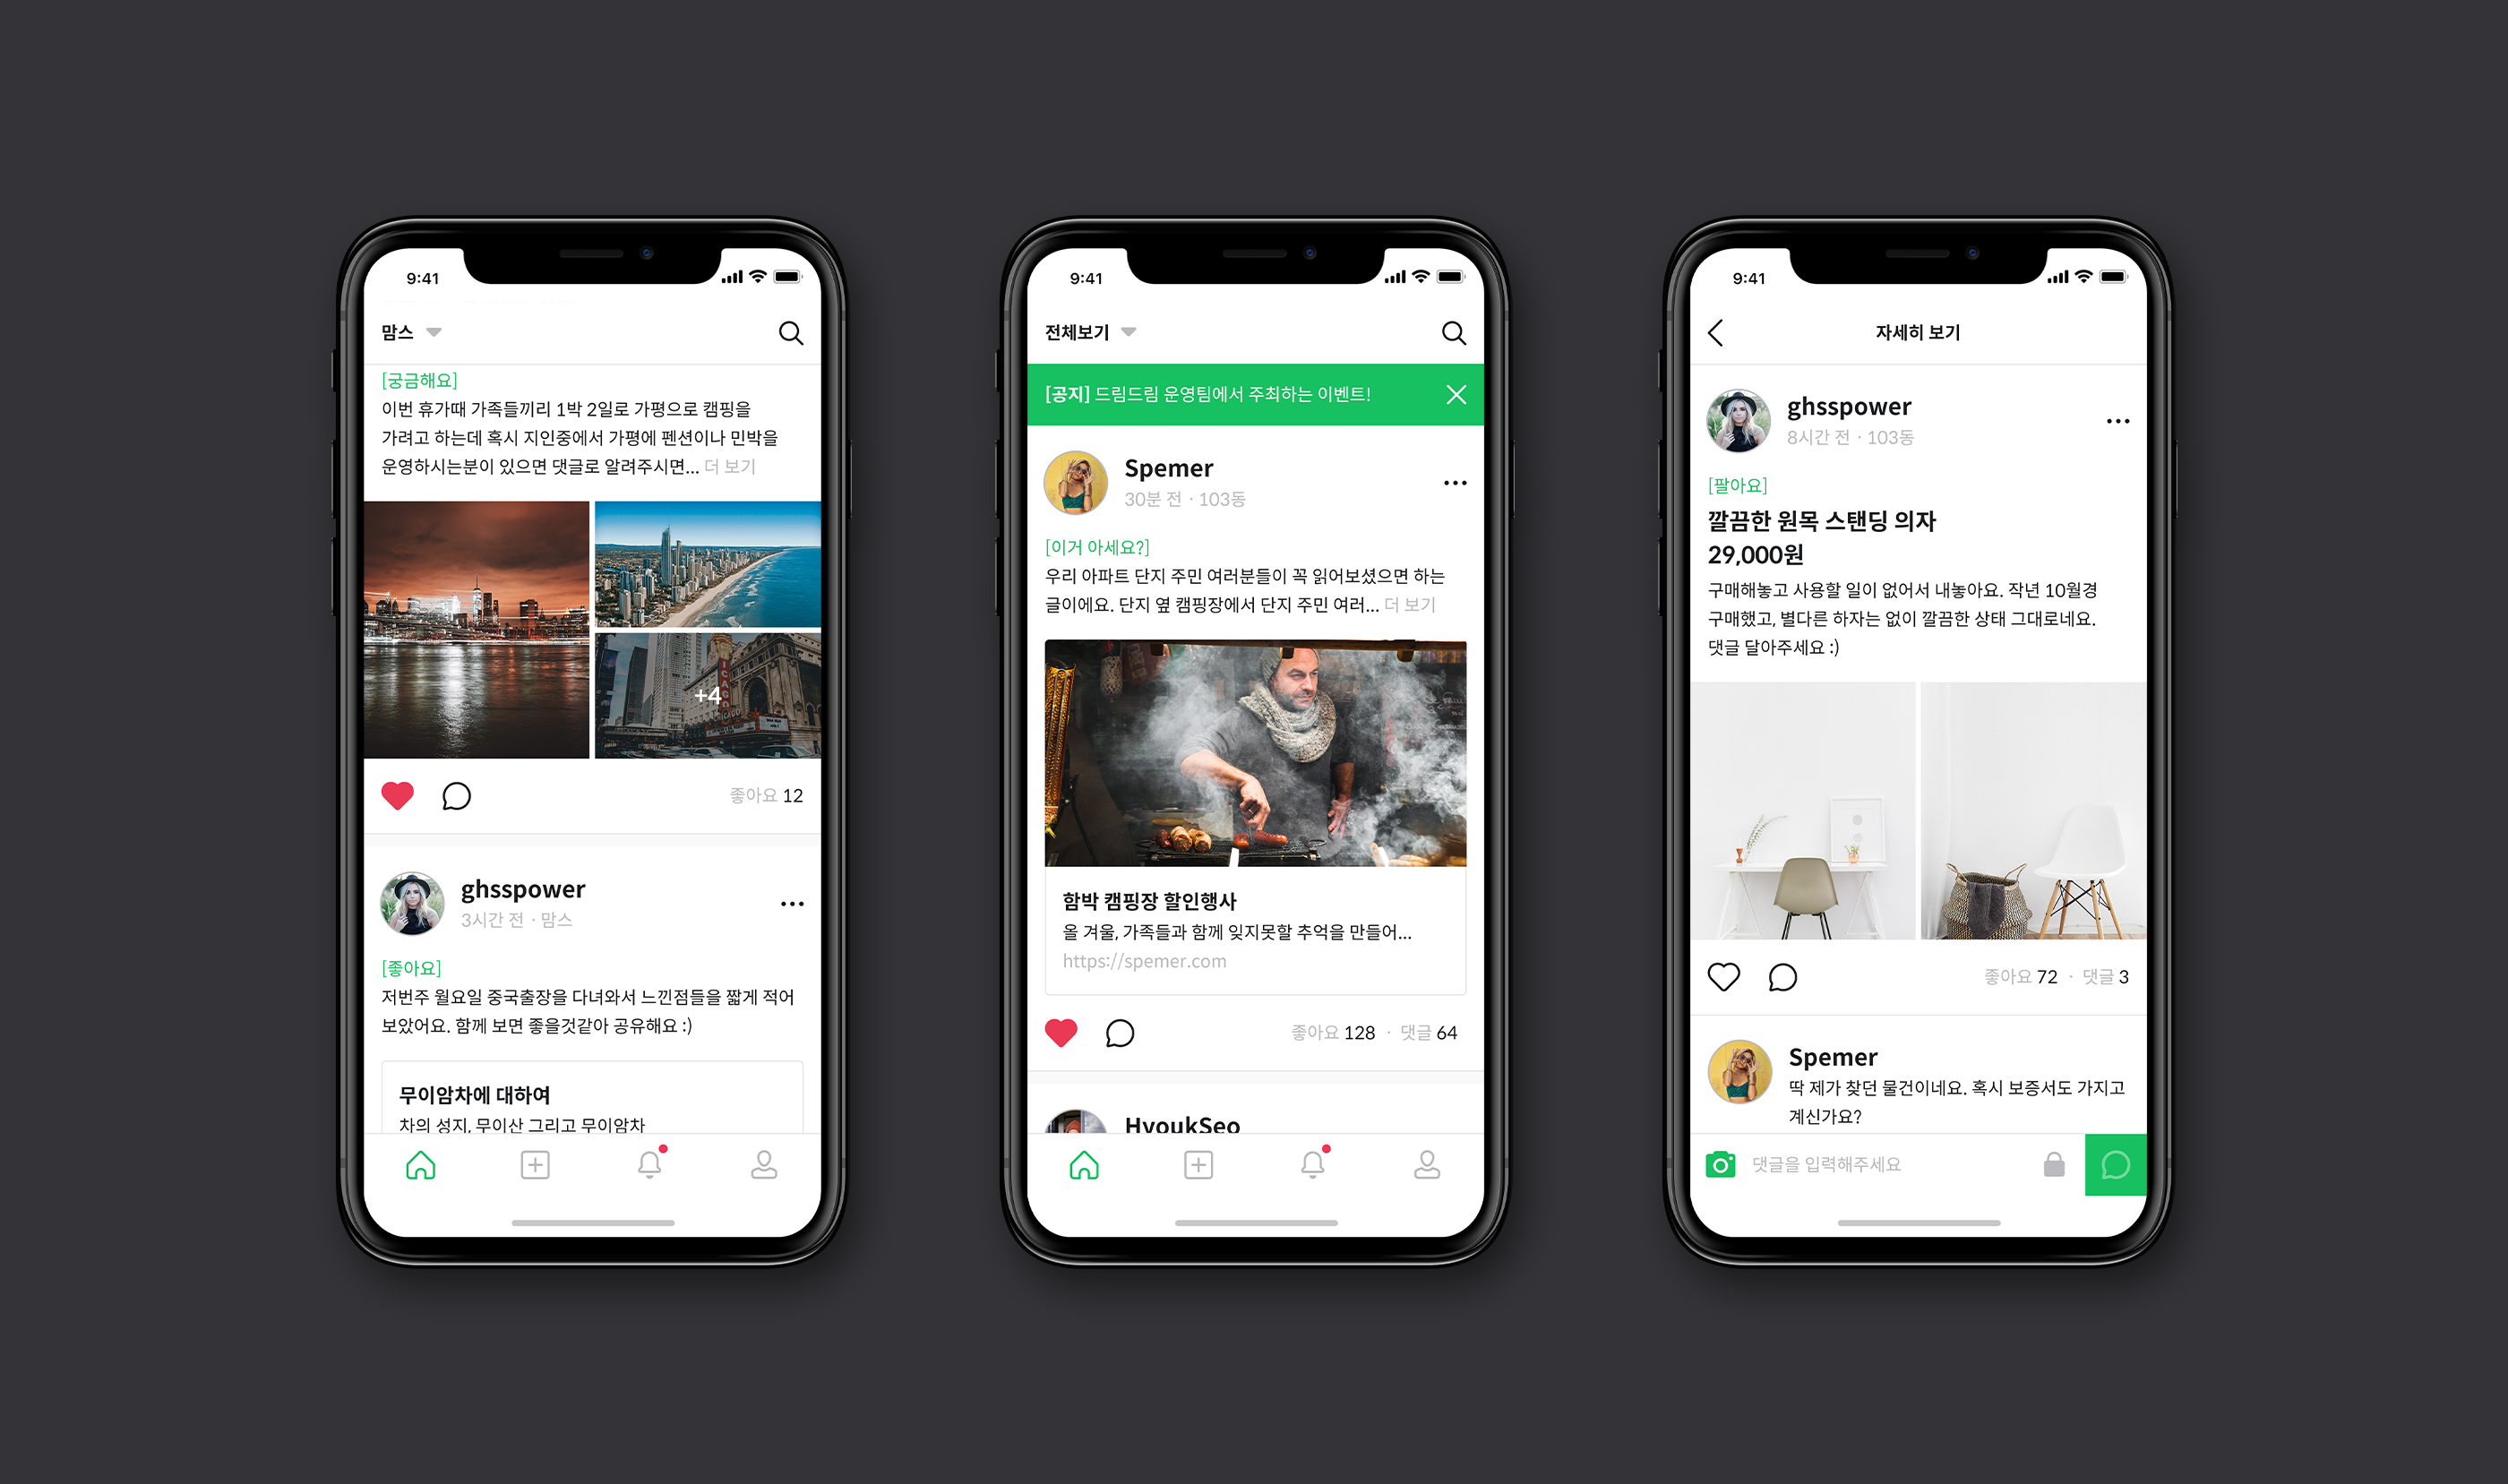 9:41
맘스
[궁금해요]
이번 휴가때 가족들끼리 1박 2일로 가평으로 캠핑을
가려고 하는데 혹시 지인중에서 가평에 펜션이나 민박을
운영하시는분이 있으면 댓글로 알려주시면... 더 보기
CHICAGO
+4
좋아요 12
ghsspower
3시간 전 · 맘스
[좋아요]
저번주 월요일 중국출장을 다녀와서 느낀점들을 짧게 적어
보았어요. 함께 보면 좋을것같아 공유해요 :)
무이암차에 대하여
차의 성지, 무이산 그리고 무이암차
9:41
전체보기
[공지] 드림드림 운영팀에서 주최하는 이벤트!
Spemer
30분 전 · 103동
[이거 아세요?]
우리 아파트 단지 주민 여러분들이 꼭 읽어보셨으면 하는
글이에요. 단지 옆 캠핑장에서 단지 주민 여러... 더 보기
함박 캠핑장 할인행사
올 겨울, 가족들과 함께 잊지못할 추억을 만들어...
https://spemer.com
좋아요 128 · 댓글 64
HyoukSeo
9:41
자세히 보기
ghsspower
8시간 전 · 103동
[팔아요]
깔끔한 원목 스탠딩 의자
29,000원
구매해놓고 사용할 일이 없어서 내놓아요. 작년 10월경
구매했고, 별다른 하자는 없이 깔끔한 상태 그대로네요.
댓글 달아주세요 :)
좋아요 72 · 댓글 3
Spemer
딱 제가 찾던 물건이네요. 혹시 보증서도 가지고
계신가요?
댓글을 입력해주세요